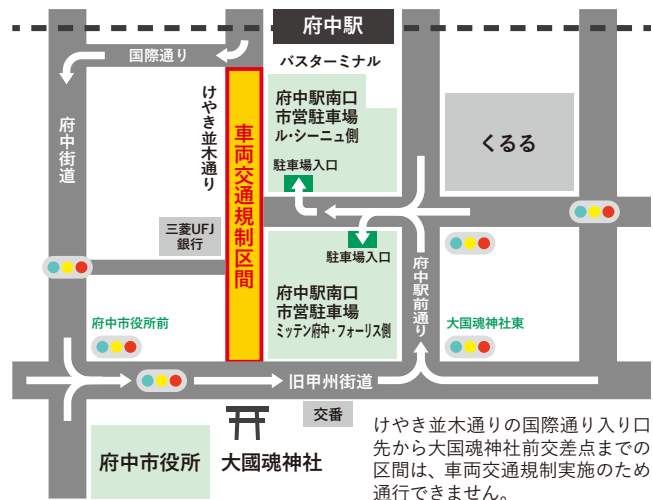 府中駅
国際通り
バスターミナル
けやき並木通り
府中駅南口
市営駐車場
ル・シーニュ側
府中街道
車両交通規制区間
くるる
駐車場入口
三菱UFJ
銀行
駐車場入口
府中駅南口
市営駐車場
ミッテン府中・フォーリス側
府中駅前通り
府中市役所前
大国魂神社東
旧甲州街道
交番
府中市役所
大國魂神社
けやき並木通りの国際通り入り口
先から大国魂神社前交差点までの
区間は、車両交通規制実施のため
通行できません。